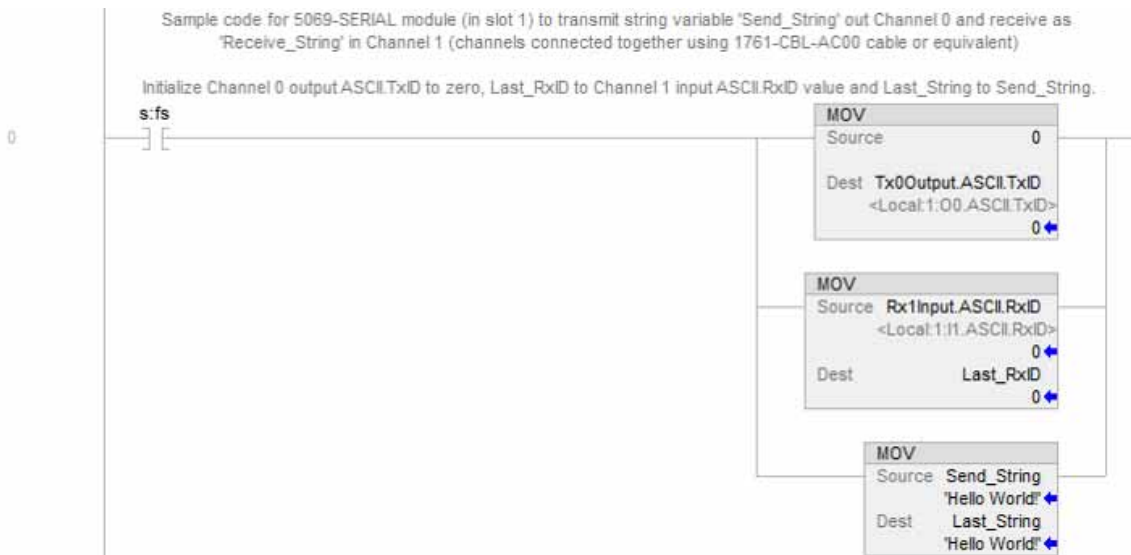 Sample code for 5069-SERIAL module (in slot 1) to transmit string variable 'Send_String' out Channel 0 and receive as
'Receive_String' in Channel 1 (channels connected together using 1761-CBL-AC00 cable or equivalent)
Initialize Channel 0 output ASCII.TxID to zero, Last_RxID to Channel 1 input ASCII.RxID value and Last_String to Send_String.
s:fs
0
MOV
Source 0
Dest Tx0Output.ASCII.TxID
<Local:1:O0.ASCII.TxID>
0
MOV
Source Rx1Input.ASCII.RxID
<Local:1:I1.ASCII.RxID>
0
Dest Last_RxID
0
MOV
Source Send_String
'Hello World!'
Dest Last_String
'Hello World!'